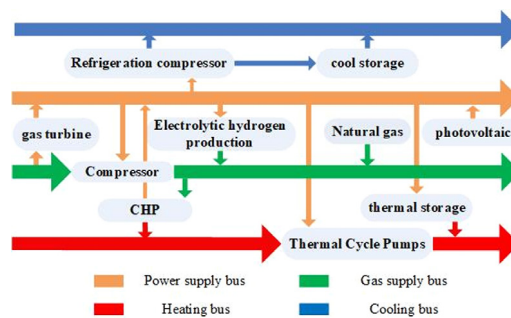 Refrigeration compressor
cool storage
gas turbine
Electrolytic hydrogen
production
Natural gas
photovoltaic
Compressor
CHP
thermal storage
Thermal Cycle Pumps
Power supply bus
Gas supply bus
Heating bus
Cooling bus